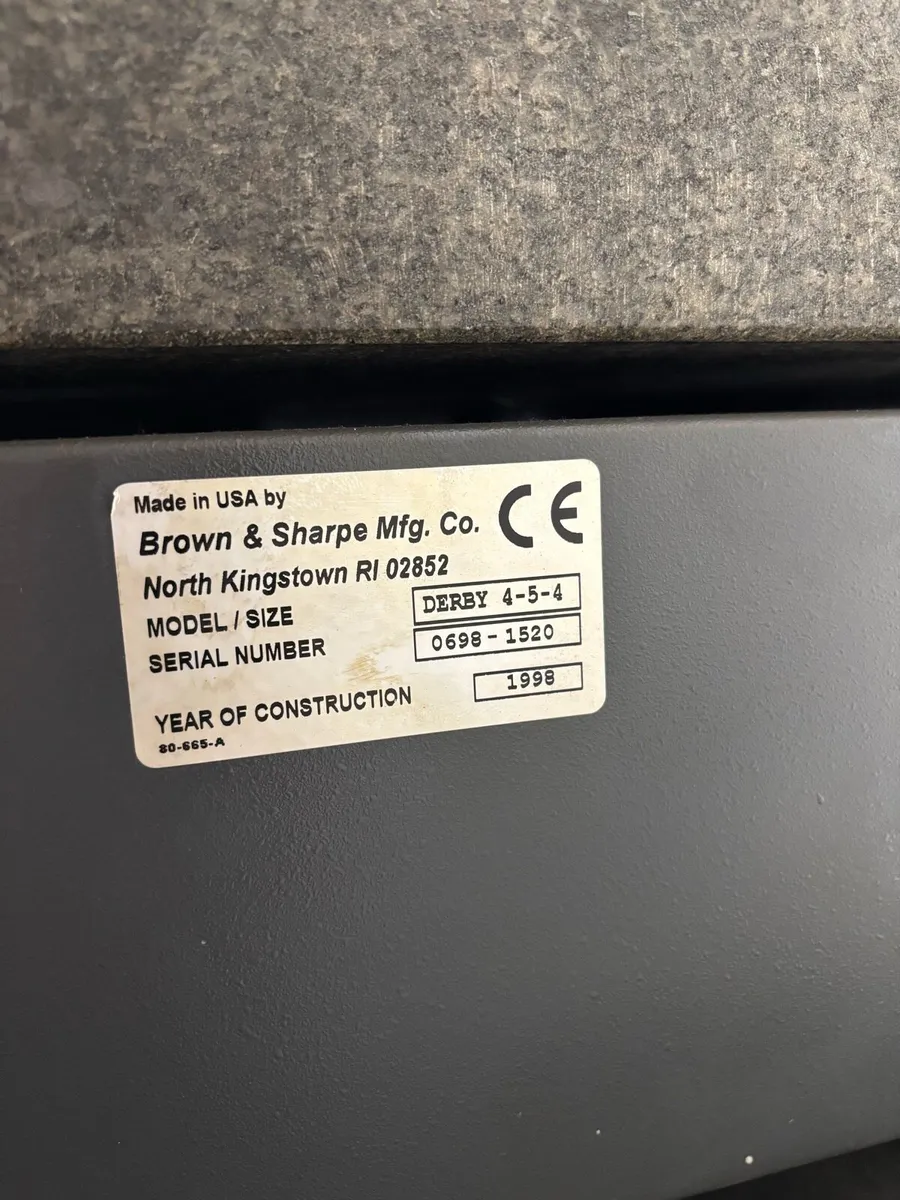 Made in USA by
Brown & Sharpe Mfg. Co. CE
North Kingstown RI 02852
MODEL / SIZE DERBY 4-5-4
SERIAL NUMBER 0698-1520
YEAR OF CONSTRUCTION 1998
80-665-A